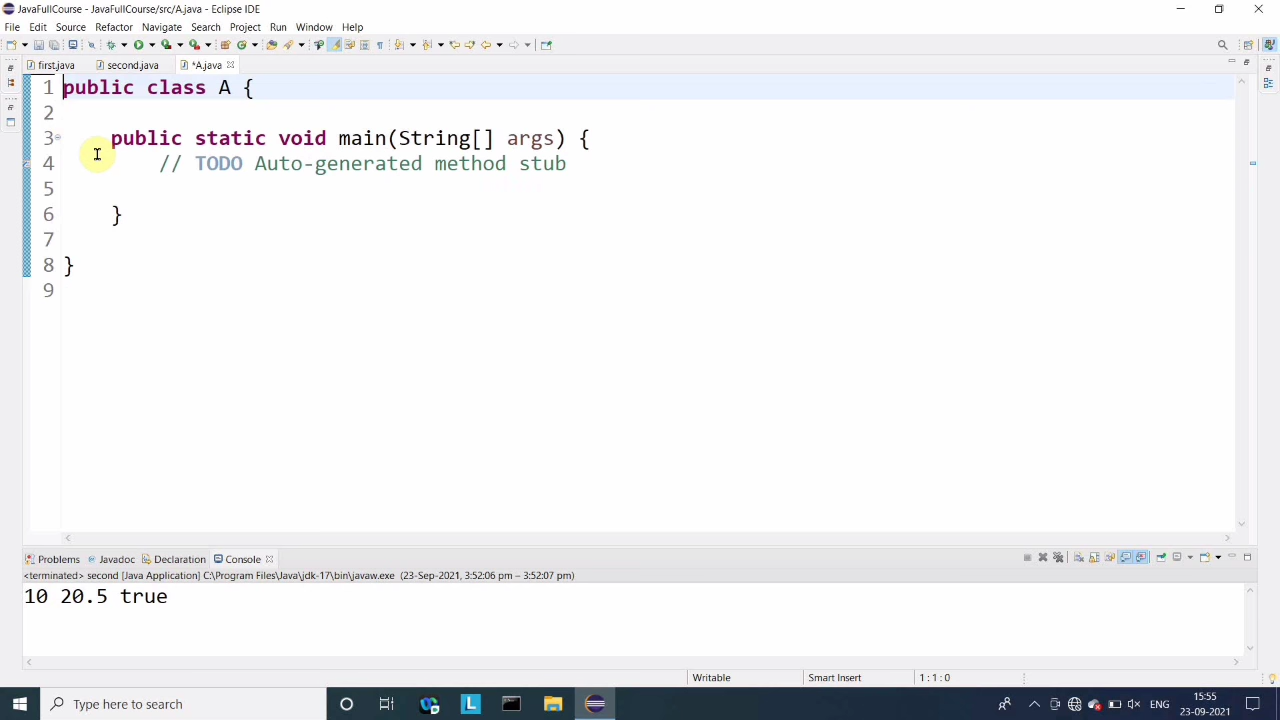 JavaFullCourse - JavaFullCourse/src/A.java - Eclipse IDE
File Edit Source Refactor Navigate Search Project Run Window Help
first.java second.java *A.java
1 public class A {
2
3 public static void main(String[] args) {
4 // TODO Auto-generated method stub
5
6 }
7
8 }
9
Problems Javadoc Declaration Console
<terminated> second [Java Application] C:\Program Files\Java\jdk-17\bin\javaw.exe (23-Sep-2021, 3:52:06 pm – 3:52:07 pm)
10 20.5 true
Writable Smart Insert 1 : 1 : 0
Type here to search L ENG 15:55
23-09-2021